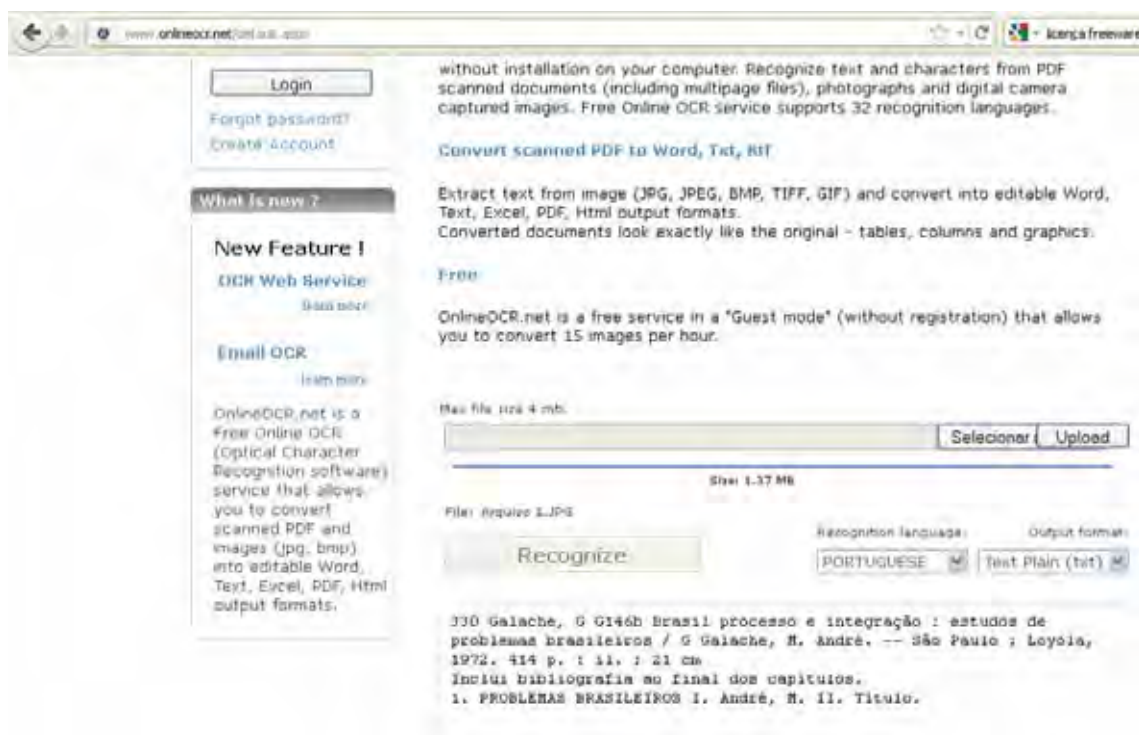 www.onlineocr.net/default.aspx
licença freeware
Login
Forgot password?
Create Account
What is new ?
New Feature !
OCR Web Service
learn more
Email OCR
learn more
OnlineOCR.net is a
Free Online OCR
(Optical Character
Recognition software)
service that allows
you to convert
scanned PDF and
images (jpg, bmp)
into editable Word,
Text, Excel, PDF, Html
output formats.
without installation on your computer. Recognize text and characters from PDF
scanned documents (including multipage files), photographs and digital camera
captured images. Free Online OCR service supports 32 recognition languages.
Convert scanned PDF to Word, Txt, Rtf
Extract text from image (JPG, JPEG, BMP, TIFF, GIF) and convert into editable Word,
Text, Excel, PDF, Html output formats.
Converted documents look exactly like the original - tables, columns and graphics.
Free
OnlineOCR.net is a free service in a "Guest mode" (without registration) that allows
you to convert 15 images per hour.
Max file size 4 mb.
Selecionar Upload
Size: 1.37 MB
File: Arquivo 1.JPG
Recognition language: Output format:
Recognize PORTUGUESE Text Plain (txt)
330 Galache, G G146b Brasil processo e integração : estudos de
problemas brasileiros / G Galache, M. André. -- São Paulo ; Loyola,
1972. 414 p. : il. ; 21 cm
Inclui bibliografia ao final dos capítulos.
1. PROBLEMAS BRASILEIROS I. André, M. II. Título.